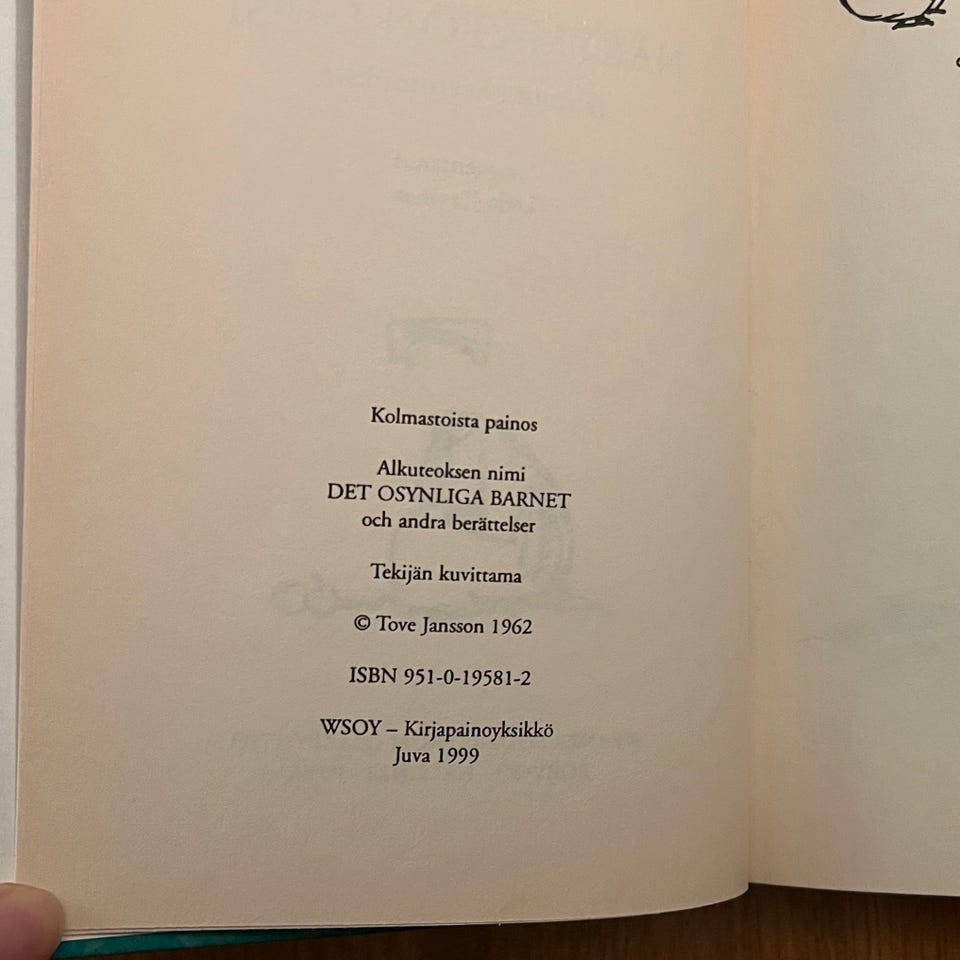 Kolmastoista painos
Alkuteoksen nimi
DET OSYNLIGA BARNET
och andra berättelser
Tekijän kuvittama
© Tove Jansson 1962
ISBN 951-0-19581-2
WSOY – Kirjapainoyksikkö
Juva 1999